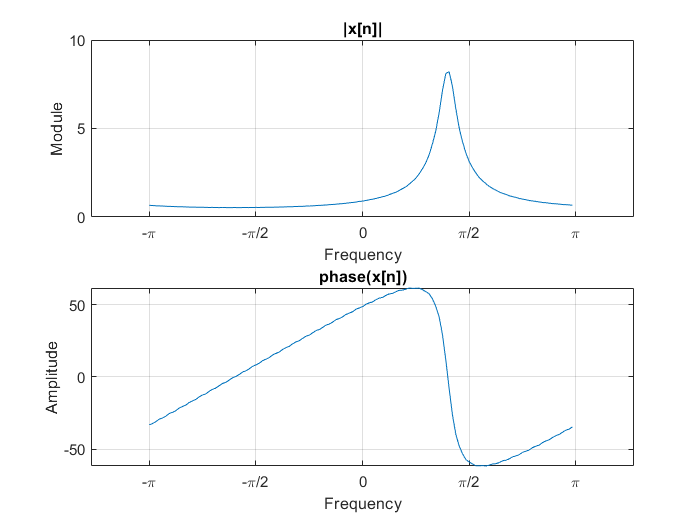 |x[n]|
10
5
0
Module
-π -π/2 0 π/2 π
Frequency
phase(x[n])
50
0
-50
Amplitude
-π -π/2 0 π/2 π
Frequency